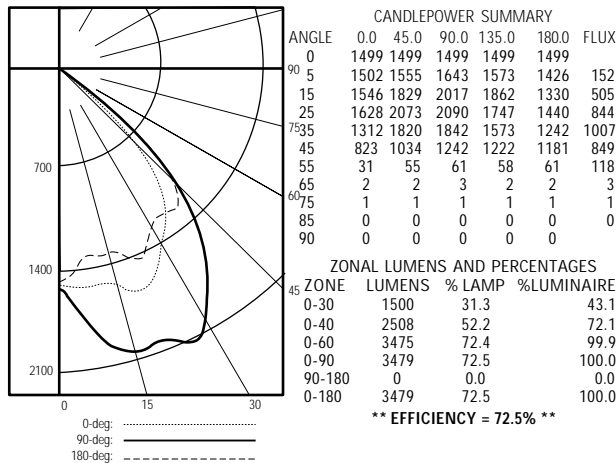 CANDLEPOWER SUMMARY
ANGLE 0.0 45.0 90.0 135.0 180.0 FLUX
0 1499 1499 1499 1499 1499
5 1502 1555 1643 1573 1426 152
15 1546 1829 2017 1862 1330 505
25 1628 2073 2090 1747 1440 844
35 1312 1820 1842 1573 1242 1007
45 823 1034 1242 1222 1181 849
55 31 55 61 58 61 118
65 2 2 3 2 2 3
75 1 1 1 1 1 1
85 0 0 0 0 0 0
90 0 0 0 0 0
ZONAL LUMENS AND PERCENTAGES
ZONE LUMENS % LAMP %LUMINAIRE
0-30 1500 31.3 43.1
0-40 2508 52.2 72.1
0-60 3475 72.4 99.9
0-90 3479 72.5 100.0
90-180 0 0.0 0.0
0-180 3479 72.5 100.0
** EFFICIENCY = 72.5% **
90
75
60
45
700
1400
2100
0 15 30
0-deg:
90-deg:
180-deg: